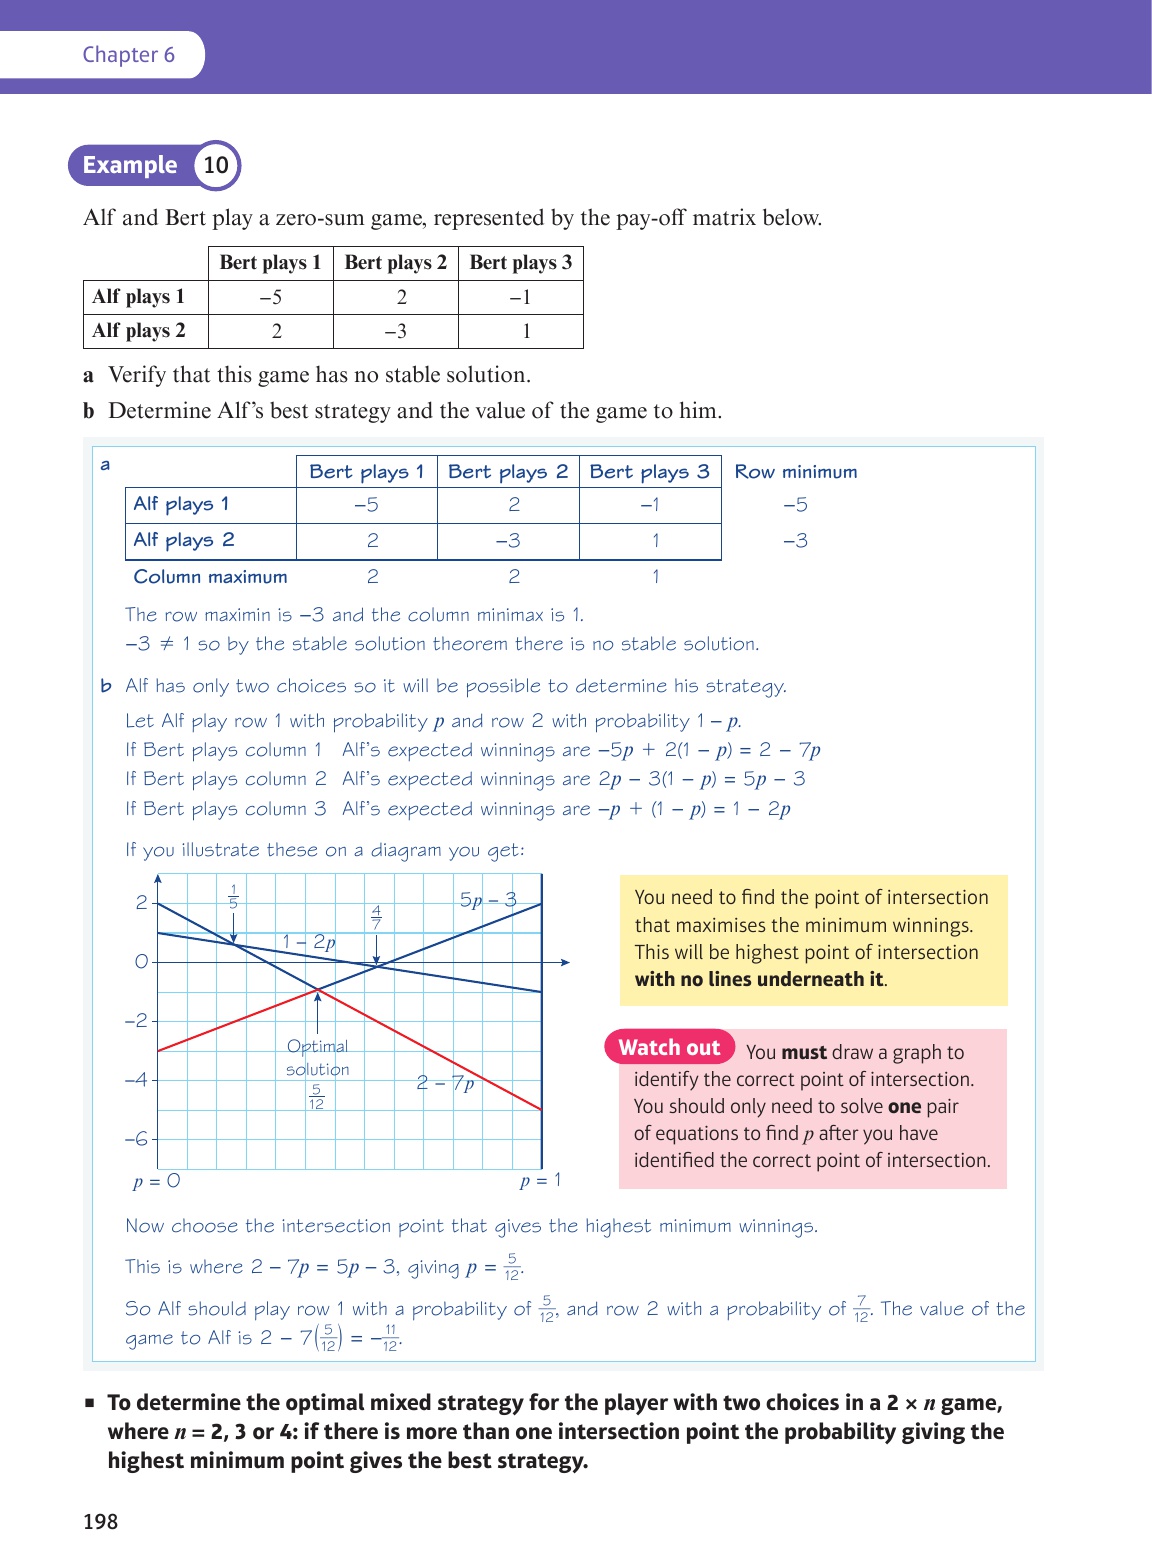 Chapter 6
Example 10
Alf and Bert play a zero-sum game, represented by the pay-off matrix below.
Bert plays 1 Bert plays 2 Bert plays 3
Alf plays 1 −5 2 −1
Alf plays 2 2 −3 1
a Verify that this game has no stable solution.
b Determine Alf's best strategy and the value of the game to him.
a Bert plays 1 Bert plays 2 Bert plays 3 Row minimum
Alf plays 1 −5 2 −1 −5
Alf plays 2 2 −3 1 −3
Column maximum 2 2 1
The row maximin is −3 and the column minimax is 1.
−3 ≠ 1 so by the stable solution theorem there is no stable solution.
b Alf has only two choices so it will be possible to determine his strategy.
Let Alf play row 1 with probability p and row 2 with probability 1 − p.
If Bert plays column 1 Alf's expected winnings are −5p + 2(1 − p) = 2 − 7p
If Bert plays column 2 Alf's expected winnings are 2p − 3(1 − p) = 5p − 3
If Bert plays column 3 Alf's expected winnings are −p + (1 − p) = 1 − 2p
If you illustrate these on a diagram you get:
2
0
−2
−4
−6
p = 0
p = 1
1/5
4/7
5p − 3
1 − 2p
2 − 7p
Optimal
solution
5/12
You need to find the point of intersection
that maximises the minimum winnings.
This will be highest point of intersection
with no lines underneath it.
Watch out You must draw a graph to
identify the correct point of intersection.
You should only need to solve one pair
of equations to find p after you have
identified the correct point of intersection.
Now choose the intersection point that gives the highest minimum winnings.
This is where 2 − 7p = 5p − 3, giving p = 5/12.
So Alf should play row 1 with a probability of 5/12, and row 2 with a probability of 7/12. The value of the
game to Alf is 2 − 7(5/12) = −11/12.
▪ To determine the optimal mixed strategy for the player with two choices in a 2 × n game,
where n = 2, 3 or 4: if there is more than one intersection point the probability giving the
highest minimum point gives the best strategy.
198